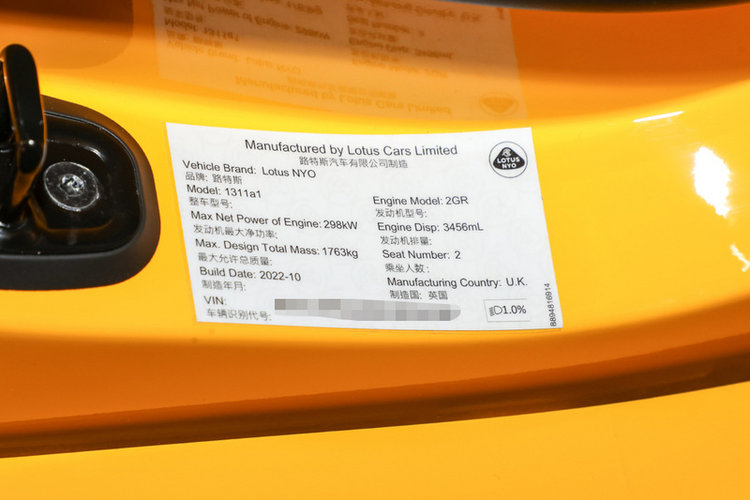 Manufactured by Lotus Cars Limited
路特斯汽车有限公司制造
LOTUS
NYO
Vehicle Brand: Lotus NYO
品牌: 路特斯
Model: 1311a1
整车型号:
Engine Model: 2GR
发动机型号:
Max Net Power of Engine: 298kW
发动机最大净功率:
Engine Disp: 3456mL
发动机排量:
Max. Design Total Mass: 1763kg
最大允许总质量:
Seat Number: 2
乘坐人数:
Build Date: 2022-10
制造年月:
Manufacturing Country: U.K.
制造国: 英国
VIN:
车辆识别代号:
1.0%
8894816914